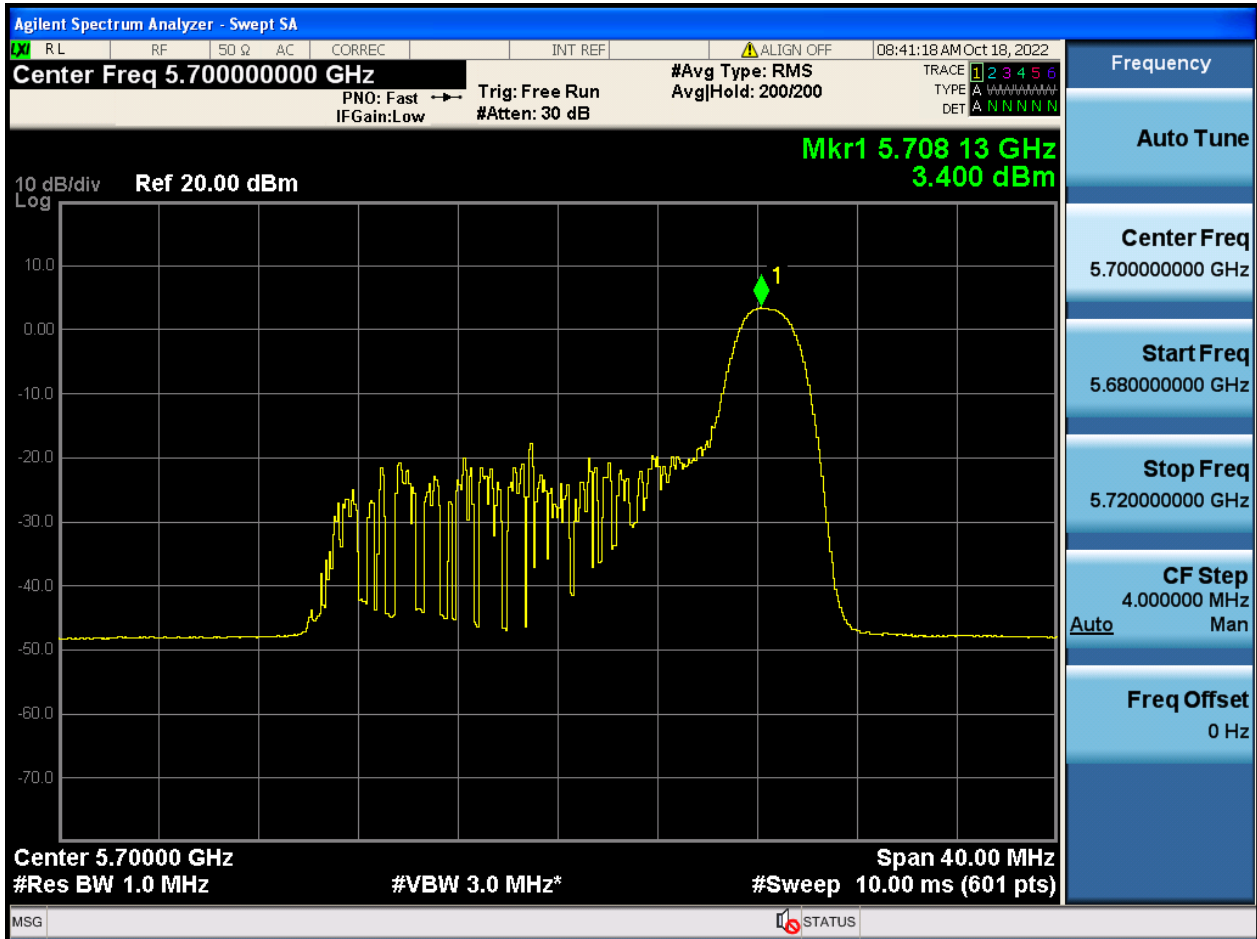 Agilent Spectrum Analyzer - Swept SA
LXI RL RF 50 Ω AC CORREC INT REF ALIGN OFF 08:41:18 AM Oct 18, 2022
Center Freq 5.700000000 GHz
PNO: Fast
IFGain:Low
Trig: Free Run
#Atten: 30 dB
#Avg Type: RMS
Avg|Hold: 200/200
TRACE 1 2 3 4 5 6
TYPE A WWWWWW
DET A N N N N N
Mkr1 5.708 13 GHz
3.400 dBm
10 dB/div Ref 20.00 dBm
Log
10.0
0.00
-10.0
-20.0
-30.0
-40.0
-50.0
-60.0
-70.0
1
Center 5.70000 GHz Span 40.00 MHz
#Res BW 1.0 MHz #VBW 3.0 MHz* #Sweep 10.00 ms (601 pts)
MSG STATUS
Frequency
Auto Tune
Center Freq
5.700000000 GHz
Start Freq
5.680000000 GHz
Stop Freq
5.720000000 GHz
CF Step
4.000000 MHz
Auto Man
Freq Offset
0 Hz